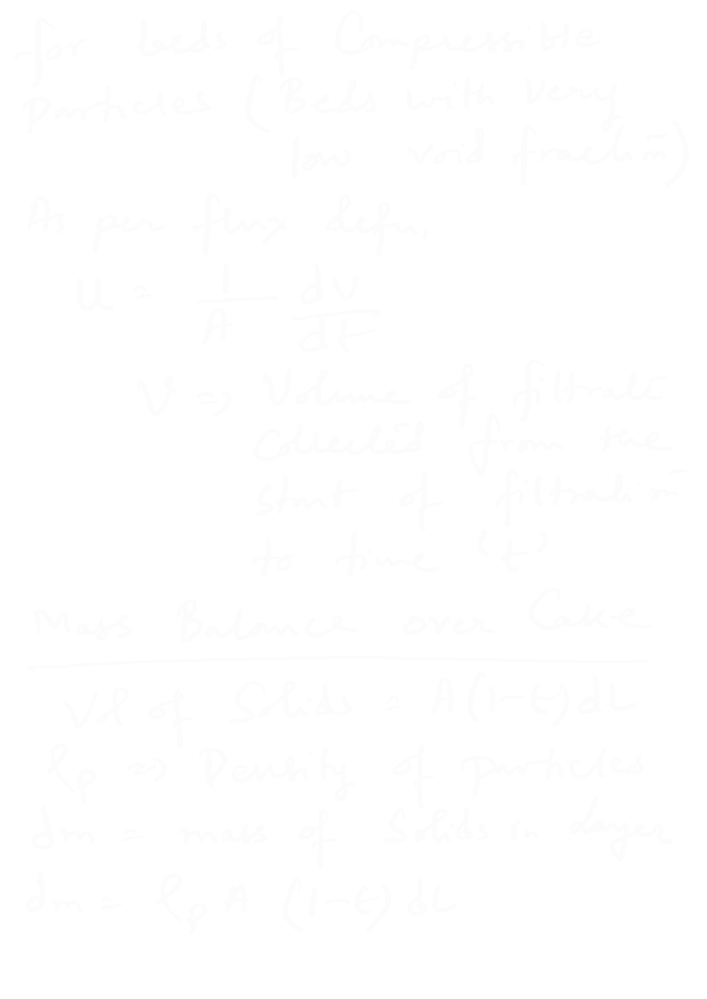 for beds of Compressible
particles (Beds with very
low void fraction)
As per flux defn,
u = 1/A dv/dt
V => Volume of filtrate
Collected from the
start of filtration
to time 't'
Mass Balance over Cake
Vol of Solids = A(1-ε)dL
ρp => Density of particles
dm = mass of Solids in layer
dm = ρp A (1-ε) dL